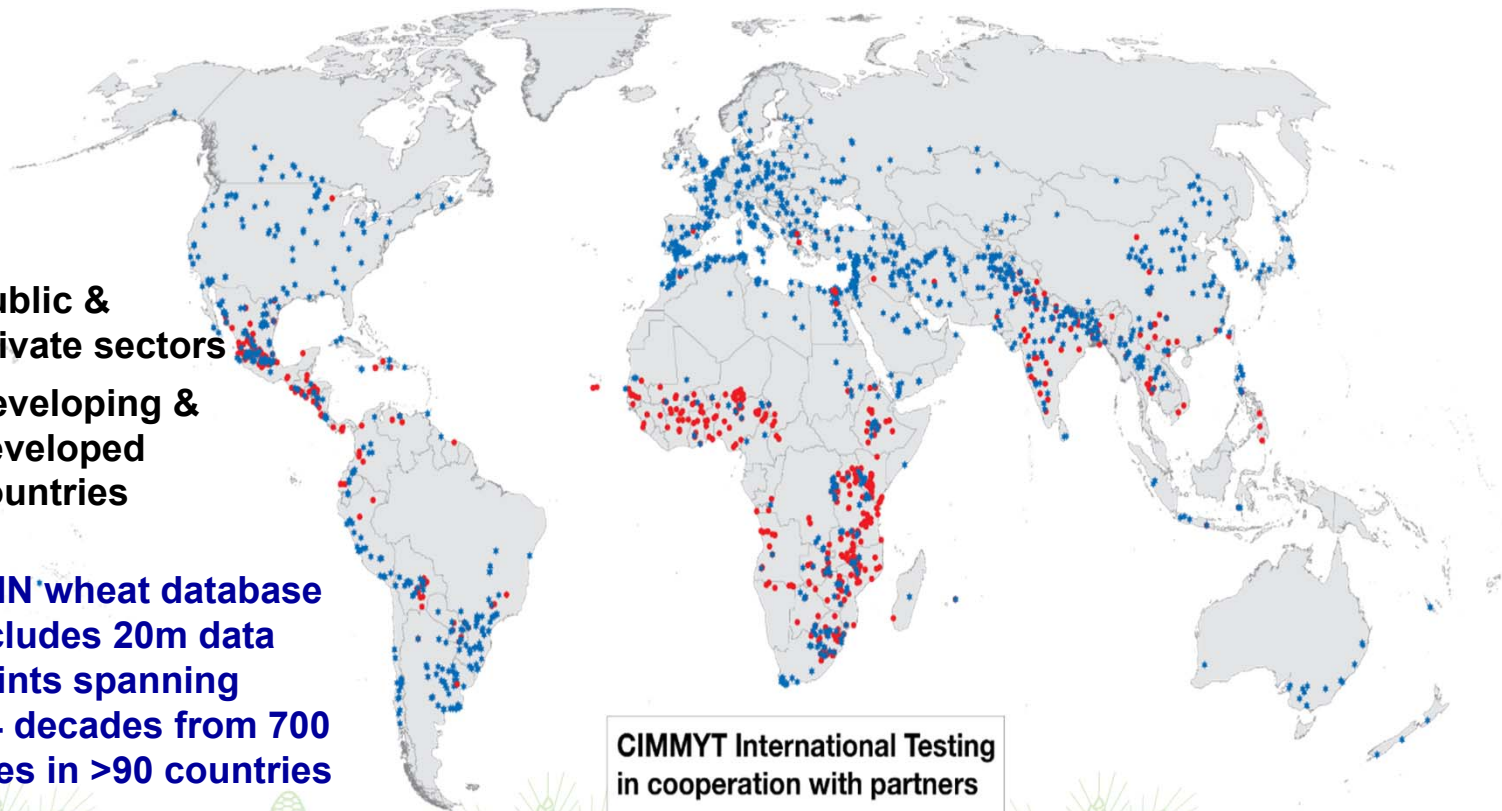 ublic &
ivate sectors
eveloping &
eveloped
ountries
IN wheat database
cludes 20m data
ints spanning
decades from 700
es in >90 countries
CIMMYT International Testing
in cooperation with partners